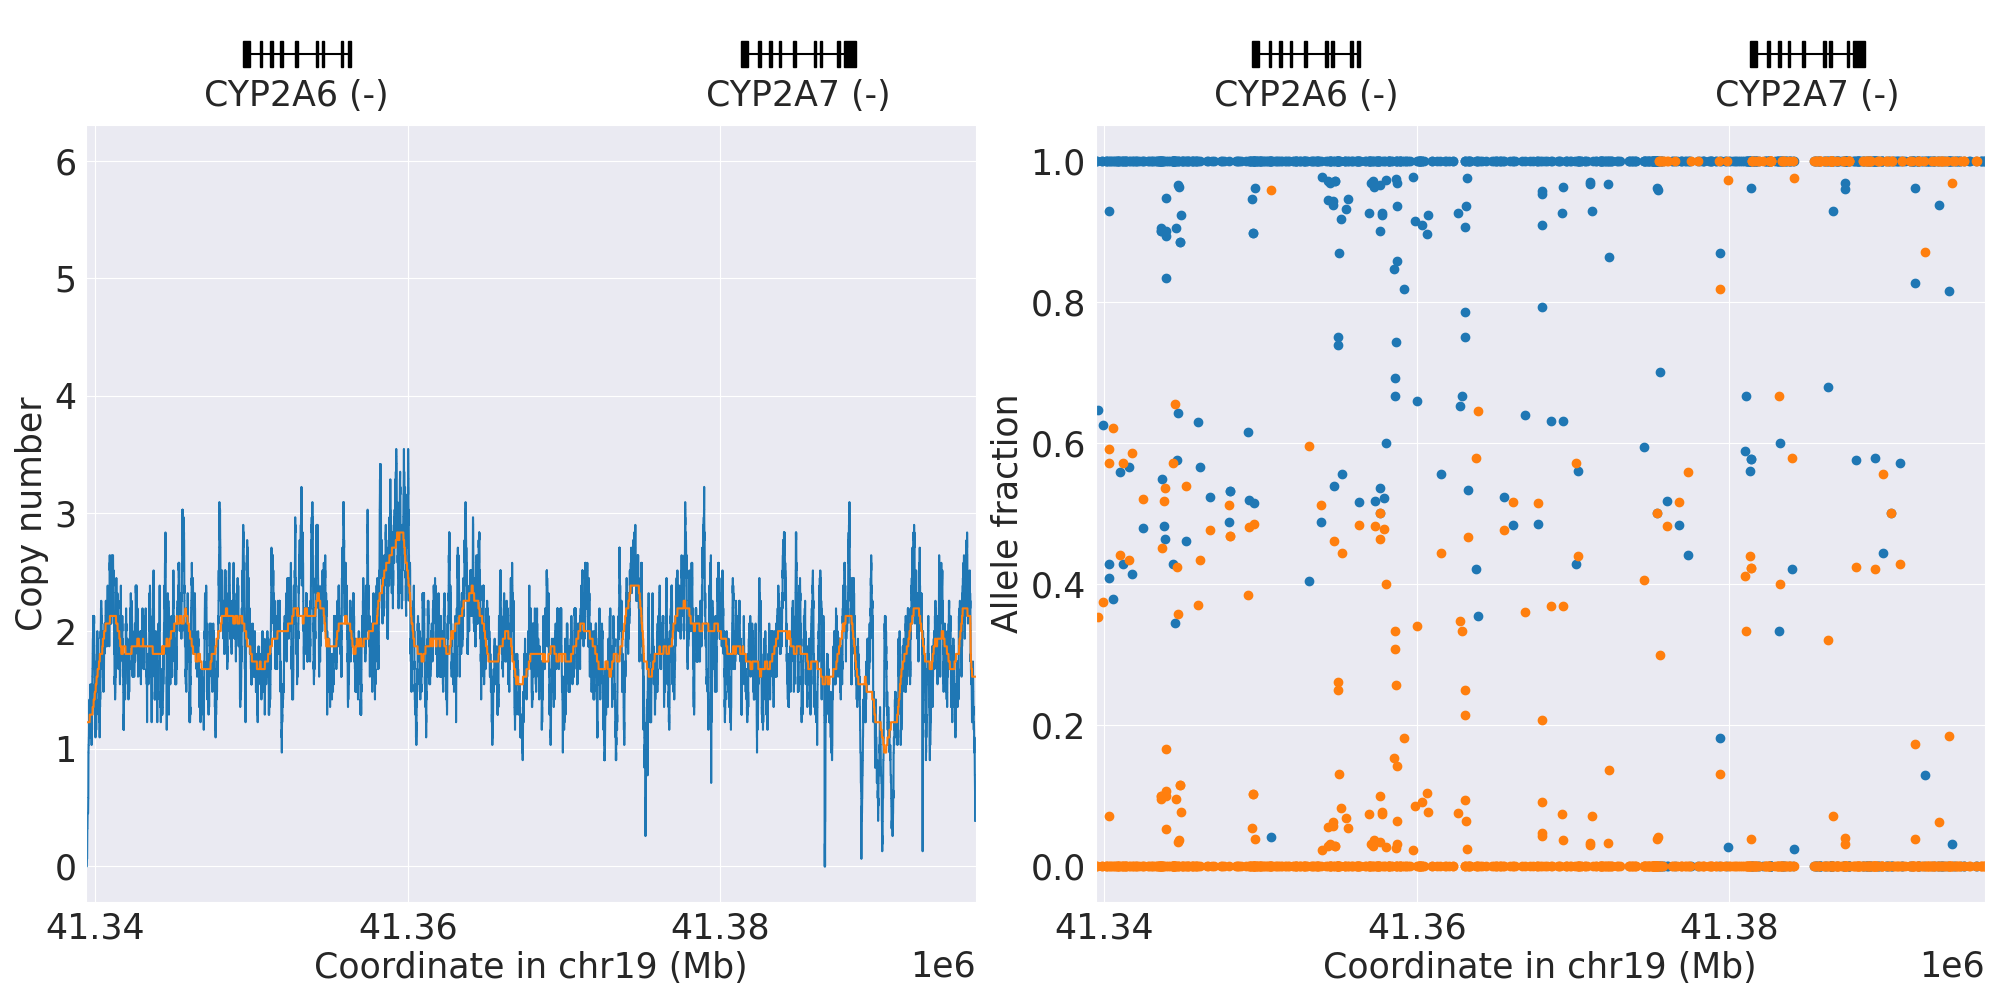 CYP2A6 (-)
CYP2A7 (-)
Copy number
6
5
4
3
2
1
0
41.34
41.36
41.38
Coordinate in chr19 (Mb)
1e6
CYP2A6 (-)
CYP2A7 (-)
Allele fraction
1.0
0.8
0.6
0.4
0.2
0.0
41.34
41.36
41.38
Coordinate in chr19 (Mb)
1e6